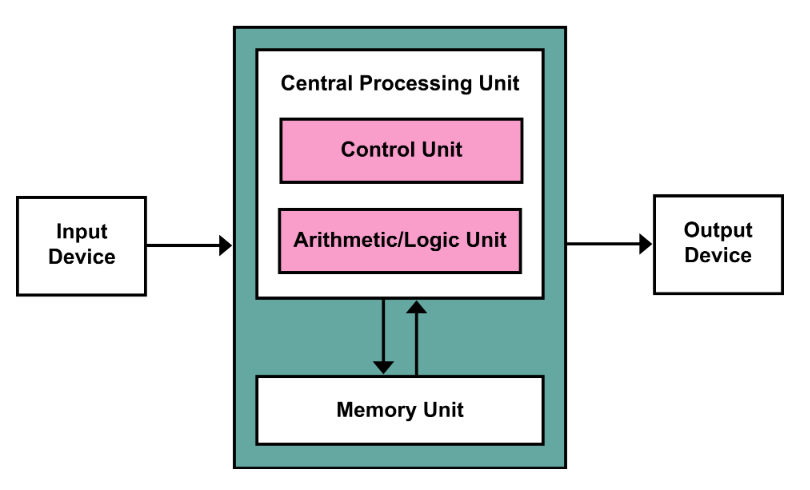 Central Processing Unit
Control Unit
Arithmetic/Logic Unit
Input
Device
Output
Device
Memory Unit